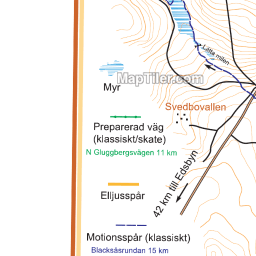 Lilla milen
MapTiler.com
Myr
Svedbovallen
Preparerad väg
(klassiskt/skate)
N Gluggbergsvägen 11 km
Elljusspår
42 km till Edsbyn
Motionsspår (klassiskt)
Blacksåsrundan 15 km